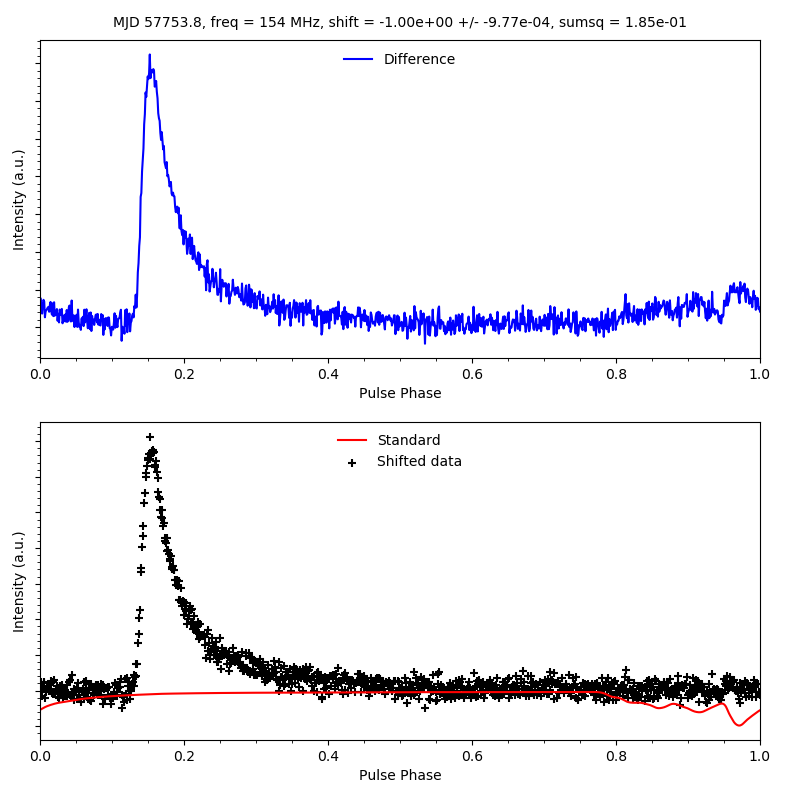 MJD 57753.8, freq = 154 MHz, shift = -1.00e+00 +/- -9.77e-04, sumsq = 1.85e-01
Difference
Intensity (a.u.)
0.0 0.2 0.4 0.6 0.8 1.0
Pulse Phase
Standard
Shifted data
Intensity (a.u.)
0.0 0.2 0.4 0.6 0.8 1.0
Pulse Phase